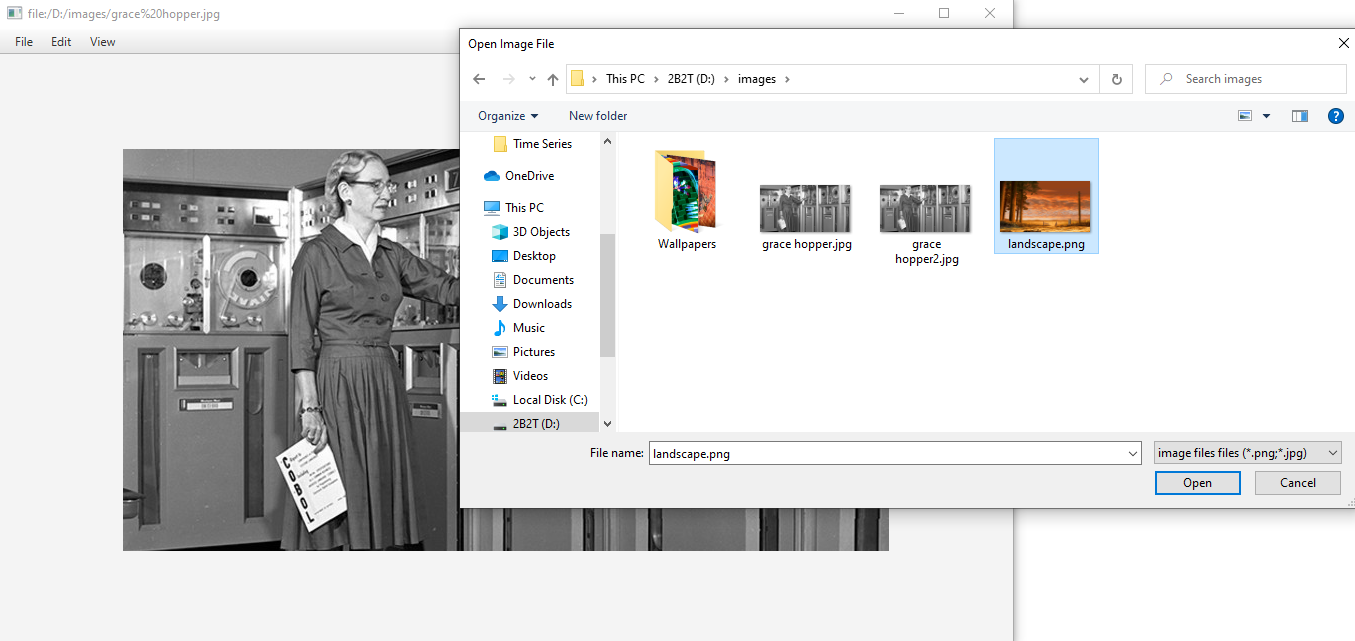 file:/D:/images/grace%20hopper.jpg
File Edit View
Open Image File
This PC > 2B2T (D:) > images >
Search images
Organize New folder
Time Series
OneDrive
This PC
3D Objects
Desktop
Documents
Downloads
Music
Pictures
Videos
Local Disk (C:)
2B2T (D:)
Wallpapers
grace hopper.jpg
grace
hopper2.jpg
landscape.png
File name: landscape.png
image files files (*.png;*.jpg)
Open Cancel
COBOL